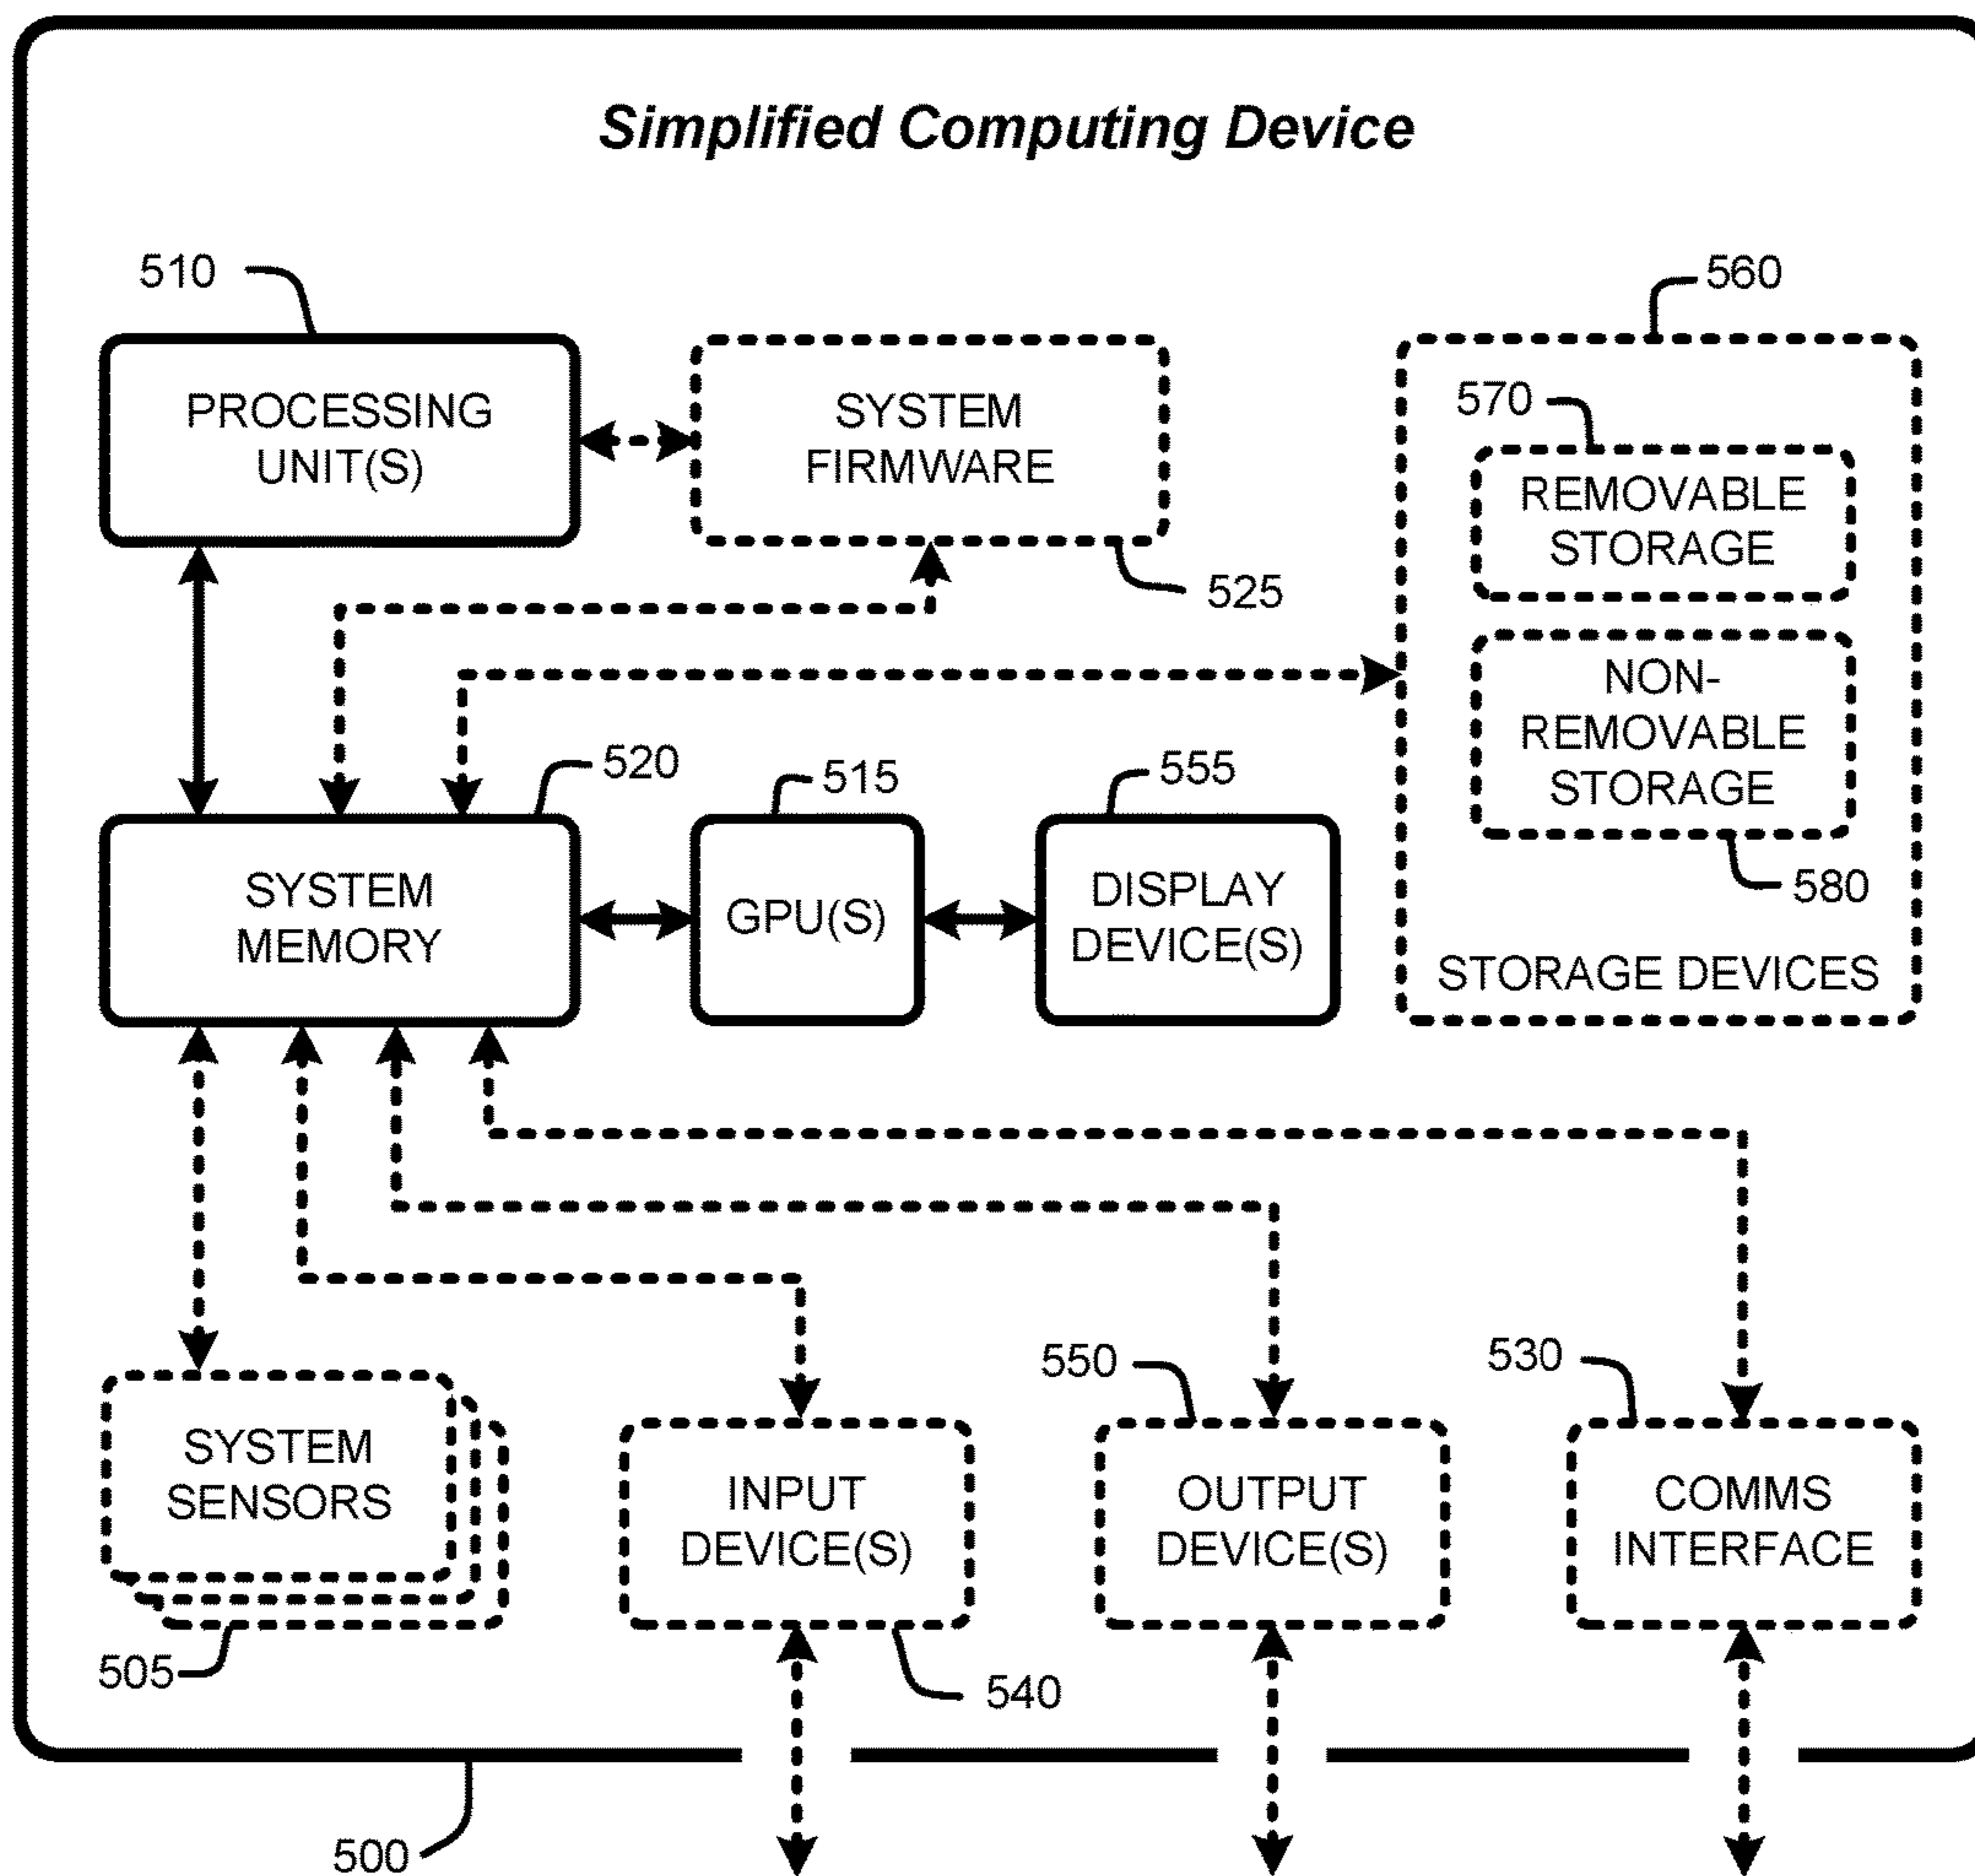 Simplified Computing Device
510
560
PROCESSING
UNIT(S)
SYSTEM
FIRMWARE
525
570
REMOVABLE
STORAGE
NON-
REMOVABLE
STORAGE
580
STORAGE DEVICES
520
515
555
SYSTEM
MEMORY
GPU(S)
DISPLAY
DEVICE(S)
550
530
SYSTEM
SENSORS
505
INPUT
DEVICE(S)
540
OUTPUT
DEVICE(S)
COMMS
INTERFACE
500